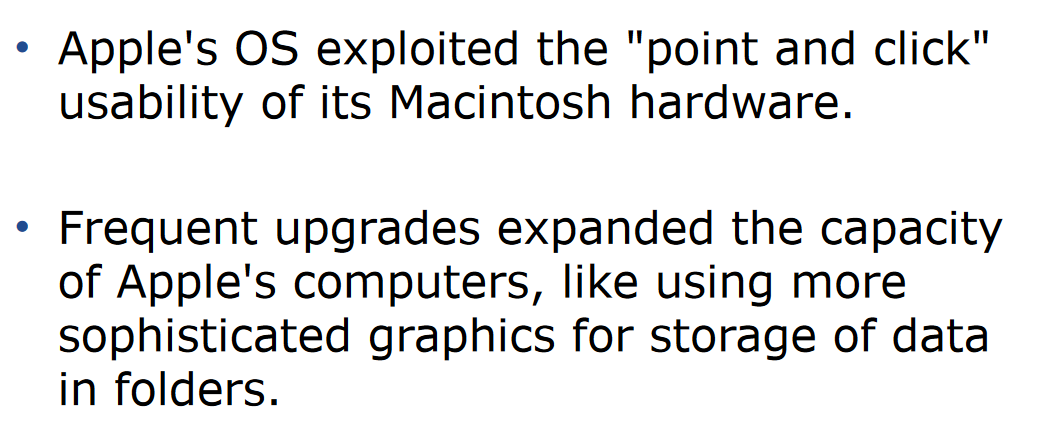 • Apple's OS exploited the "point and click"
usability of its Macintosh hardware.
• Frequent upgrades expanded the capacity
of Apple's computers, like using more
sophisticated graphics for storage of data
in folders.